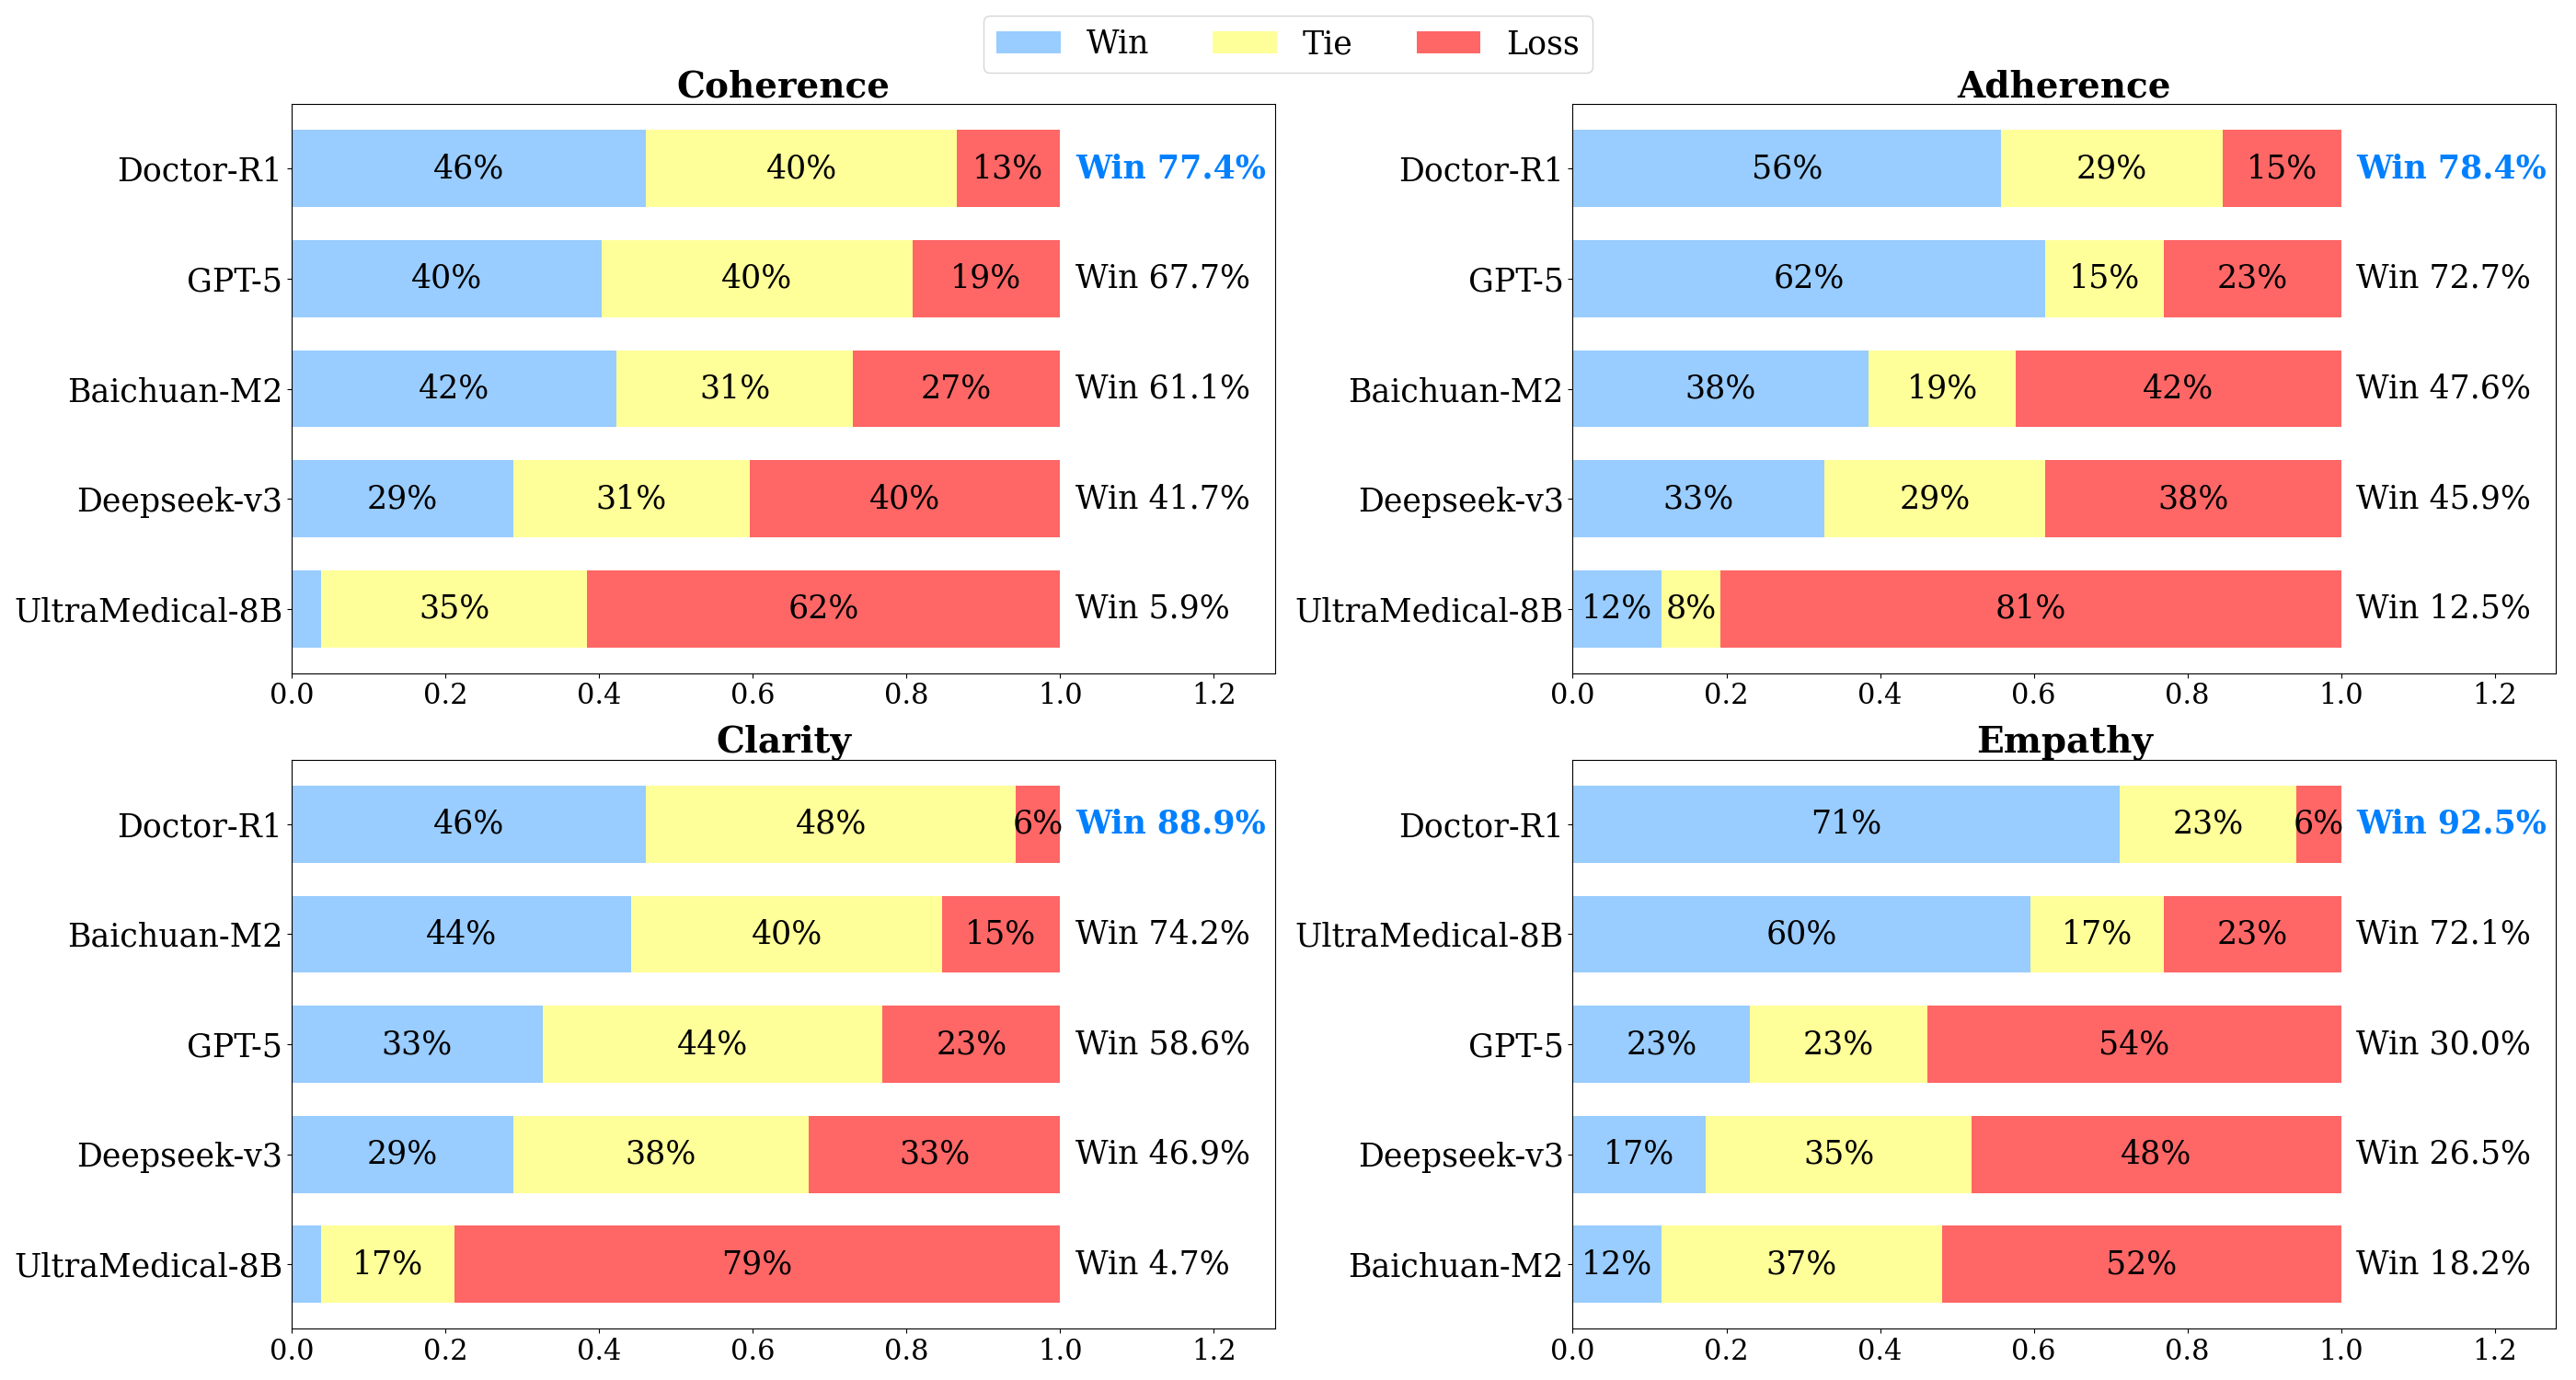 Win Tie Loss
Coherence
Doctor-R1 46% 40% 13% Win 77.4%
GPT-5 40% 40% 19% Win 67.7%
Baichuan-M2 42% 31% 27% Win 61.1%
Deepseek-v3 29% 31% 40% Win 41.7%
UltraMedical-8B 35% 62% Win 5.9%
0.0 0.2 0.4 0.6 0.8 1.0 1.2
Adherence
Doctor-R1 56% 29% 15% Win 78.4%
GPT-5 62% 15% 23% Win 72.7%
Baichuan-M2 38% 19% 42% Win 47.6%
Deepseek-v3 33% 29% 38% Win 45.9%
UltraMedical-8B 12% 8% 81% Win 12.5%
0.0 0.2 0.4 0.6 0.8 1.0 1.2
Clarity
Doctor-R1 46% 48% 6% Win 88.9%
Baichuan-M2 44% 40% 15% Win 74.2%
GPT-5 33% 44% 23% Win 58.6%
Deepseek-v3 29% 38% 33% Win 46.9%
UltraMedical-8B 17% 79% Win 4.7%
0.0 0.2 0.4 0.6 0.8 1.0 1.2
Empathy
Doctor-R1 71% 23% 6% Win 92.5%
UltraMedical-8B 60% 17% 23% Win 72.1%
GPT-5 23% 23% 54% Win 30.0%
Deepseek-v3 17% 35% 48% Win 26.5%
Baichuan-M2 12% 37% 52% Win 18.2%
0.0 0.2 0.4 0.6 0.8 1.0 1.2